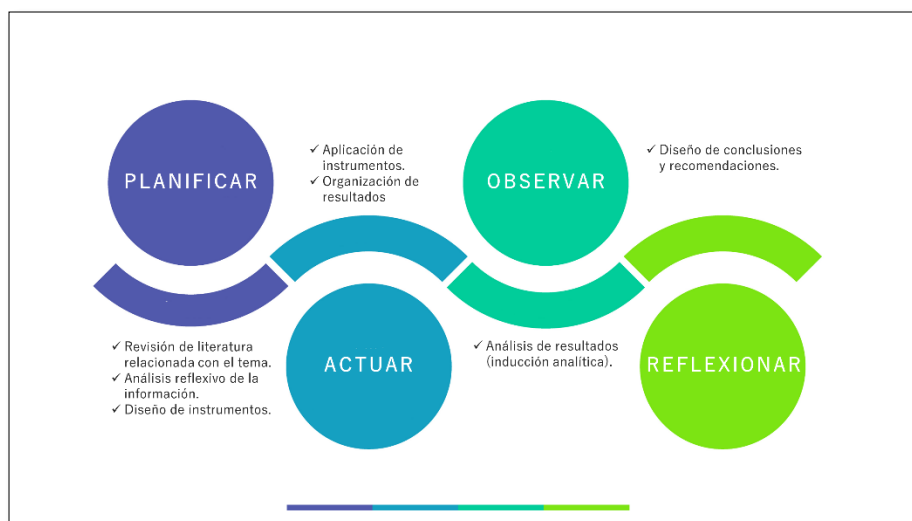 PLANIFICAR
✓ Revisión de literatura
relacionada con el tema.
✓ Análisis reflexivo de la
información.
✓ Diseño de instrumentos.
✓ Aplicación de
instrumentos.
✓ Organización de
resultados
ACTUAR
OBSERVAR
✓ Análisis de resultados
(inducción analítica).
✓ Diseño de conclusiones
y recomendaciones.
REFLEXIONAR